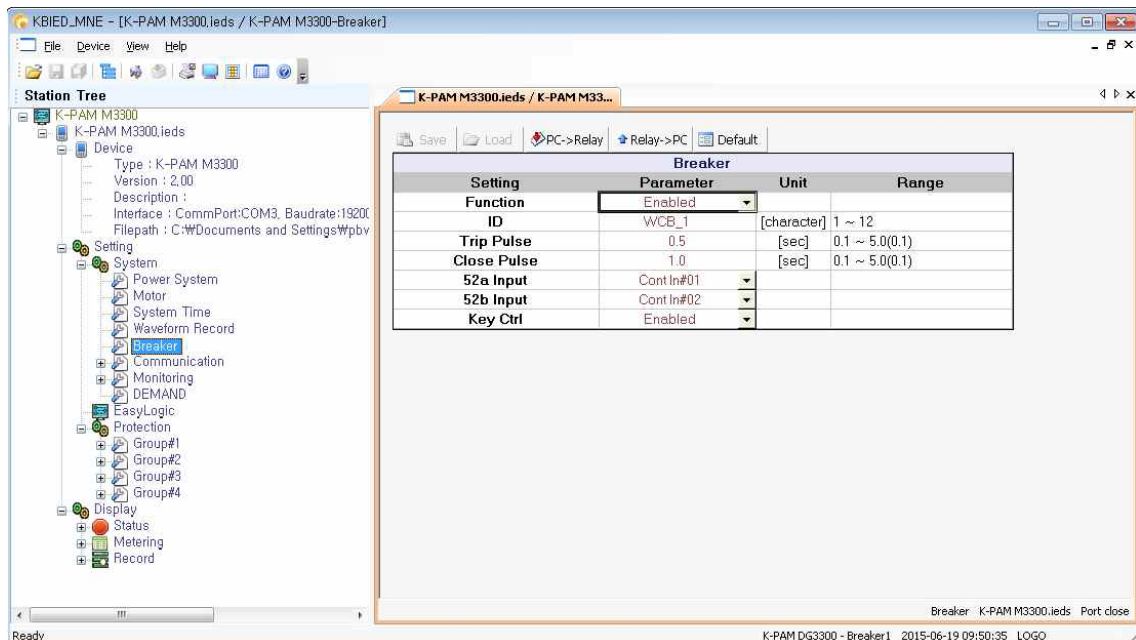 KBIED_MNE - [K-PAM M3300.ieds / K-PAM M3300-Breaker]
File Device View Help
Station Tree
K-PAM M3300.ieds / K-PAM M33...
K-PAM M3300
K-PAM M3300.ieds
Device
Type : K-PAM M3300
Version : 2.00
Description :
Interface : CommPort:COM3, Baudrate:19200
Filepath : C:₩Documents and Settings₩pbv
Setting
System
Power System
Motor
System Time
Waveform Record
Breaker
Communication
Monitoring
DEMAND
EasyLogic
Protection
Group#1
Group#2
Group#3
Group#4
Display
Status
Metering
Record
Save Load PC->Relay Relay->PC Default
Breaker
Setting Parameter Unit Range
Function Enabled
ID WCB_1 [character] 1 ~ 12
Trip Pulse 0.5 [sec] 0.1 ~ 5.0(0.1)
Close Pulse 1.0 [sec] 0.1 ~ 5.0(0.1)
52a Input Cont In#01
52b Input Cont In#02
Key Ctrl Enabled
Breaker K-PAM M3300.ieds Port close
Ready K-PAM DG3300 - Breaker1 2015-06-19 09:50:35 LOGO